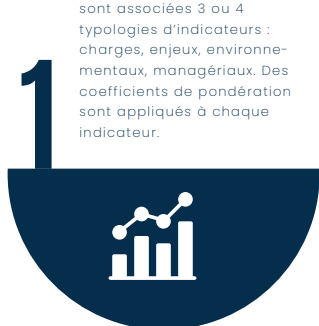 sont associées 3 ou 4
typologies d'indicateurs :
charges, enjeux, environne-
mentaux, managériaux. Des
coefficients de pondération
sont appliqués à chaque
indicateur.
1